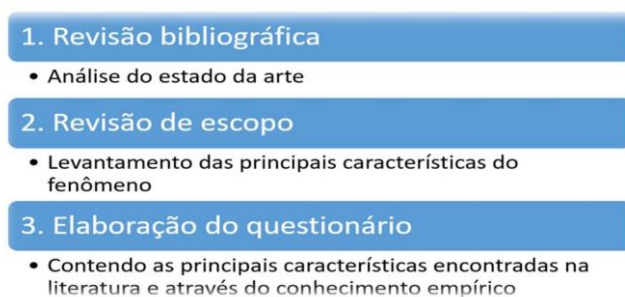 1. Revisão bibliográfica
• Análise do estado da arte
2. Revisão de escopo
• Levantamento das principais características do
fenômeno
3. Elaboração do questionário
• Contendo as principais características encontradas na
literatura e através do conhecimento empírico